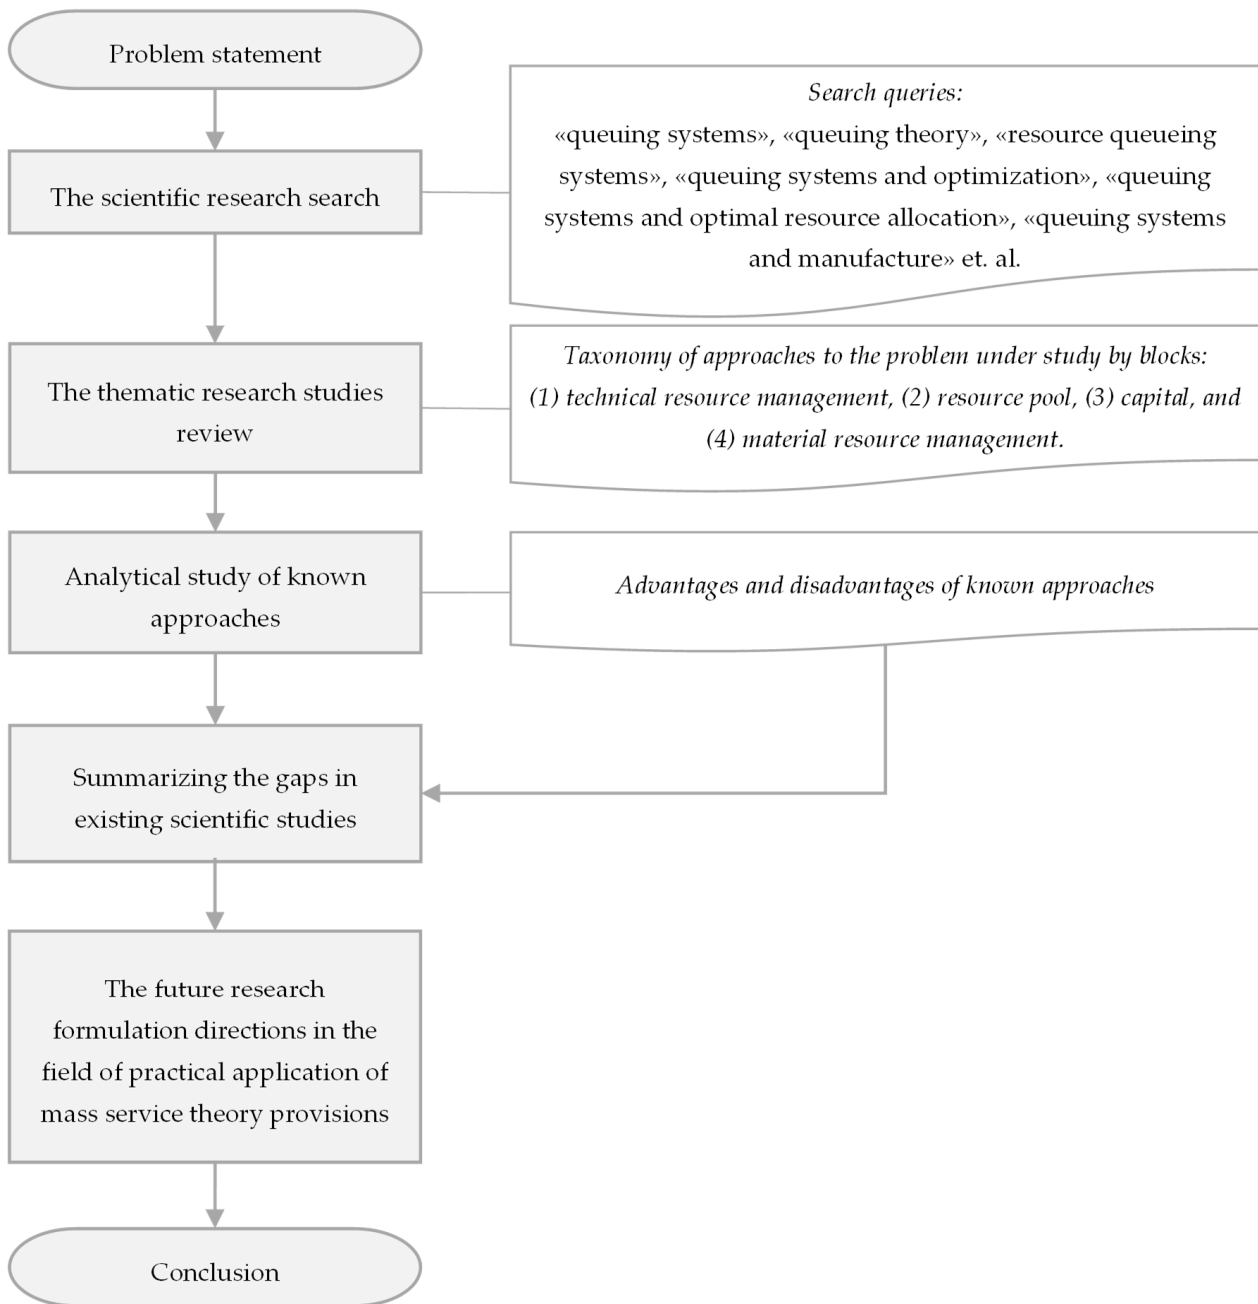 Problem statement
Search queries:
«queuing systems», «queuing theory», «resource queueing
systems», «queuing systems and optimization», «queuing
systems and optimal resource allocation», «queuing systems
and manufacture» et. al.
The scientific research search
Taxonomy of approaches to the problem under study by blocks:
(1) technical resource management, (2) resource pool, (3) capital, and
(4) material resource management.
The thematic research studies
review
Analytical study of known
approaches
Advantages and disadvantages of known approaches
Summarizing the gaps in
existing scientific studies
The future research
formulation directions in the
field of practical application of
mass service theory provisions
Conclusion